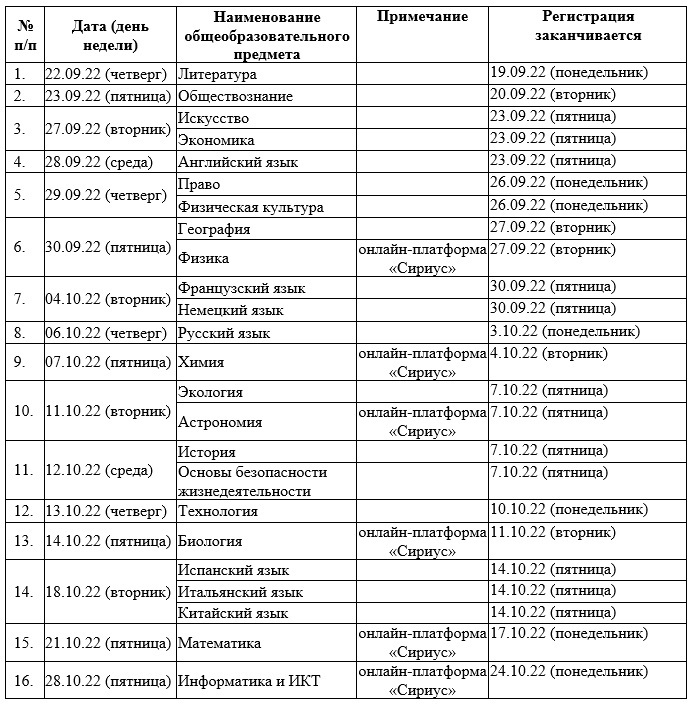 № п/п | Дата (день недели) | Наименование общеобразовательного предмета | Примечание | Регистрация заканчивается
1. | 22.09.22 (четверг) | Литература | | 19.09.22 (понедельник)
2. | 23.09.22 (пятница) | Обществознание | | 20.09.22 (вторник)
3. | 27.09.22 (вторник) | Искусство | | 23.09.22 (пятница)
Экономика | | 23.09.22 (пятница)
4. | 28.09.22 (среда) | Английский язык | | 23.09.22 (пятница)
5. | 29.09.22 (четверг) | Право | | 26.09.22 (понедельник)
Физическая культура | | 26.09.22 (понедельник)
6. | 30.09.22 (пятница) | География | | 27.09.22 (вторник)
Физика | онлайн-платформа «Сириус» | 27.09.22 (вторник)
7. | 04.10.22 (вторник) | Французский язык | | 30.09.22 (пятница)
Немецкий язык | | 30.09.22 (пятница)
8. | 06.10.22 (четверг) | Русский язык | | 3.10.22 (понедельник)
9. | 07.10.22 (пятница) | Химия | онлайн-платформа «Сириус» | 4.10.22 (вторник)
10. | 11.10.22 (вторник) | Экология | | 7.10.22 (пятница)
Астрономия | онлайн-платформа «Сириус» | 7.10.22 (пятница)
11. | 12.10.22 (среда) | История | | 7.10.22 (пятница)
Основы безопасности жизнедеятельности | | 7.10.22 (пятница)
12. | 13.10.22 (четверг) | Технология | | 10.10.22 (понедельник)
13. | 14.10.22 (пятница) | Биология | онлайн-платформа «Сириус» | 11.10.22 (вторник)
14. | 18.10.22 (вторник) | Испанский язык | | 14.10.22 (пятница)
Итальянский язык | | 14.10.22 (пятница)
Китайский язык | | 14.10.22 (пятница)
15. | 21.10.22 (пятница) | Математика | онлайн-платформа «Сириус» | 17.10.22 (понедельник)
16. | 28.10.22 (пятница) | Информатика и ИКТ | онлайн-платформа «Сириус» | 24.10.22 (понедельник)